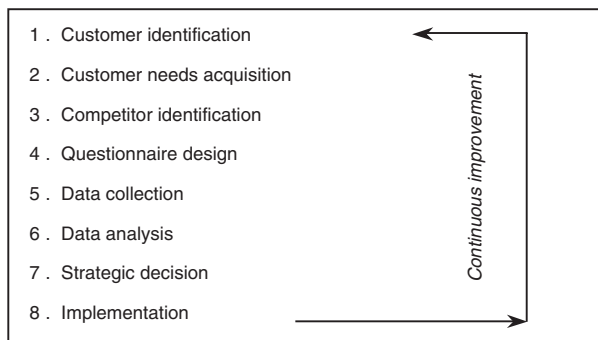 1 . Customer identification
2 . Customer needs acquisition
3 . Competitor identification
4 . Questionnaire design
5 . Data collection
6 . Data analysis
7 . Strategic decision
8 . Implementation
Continuous improvement